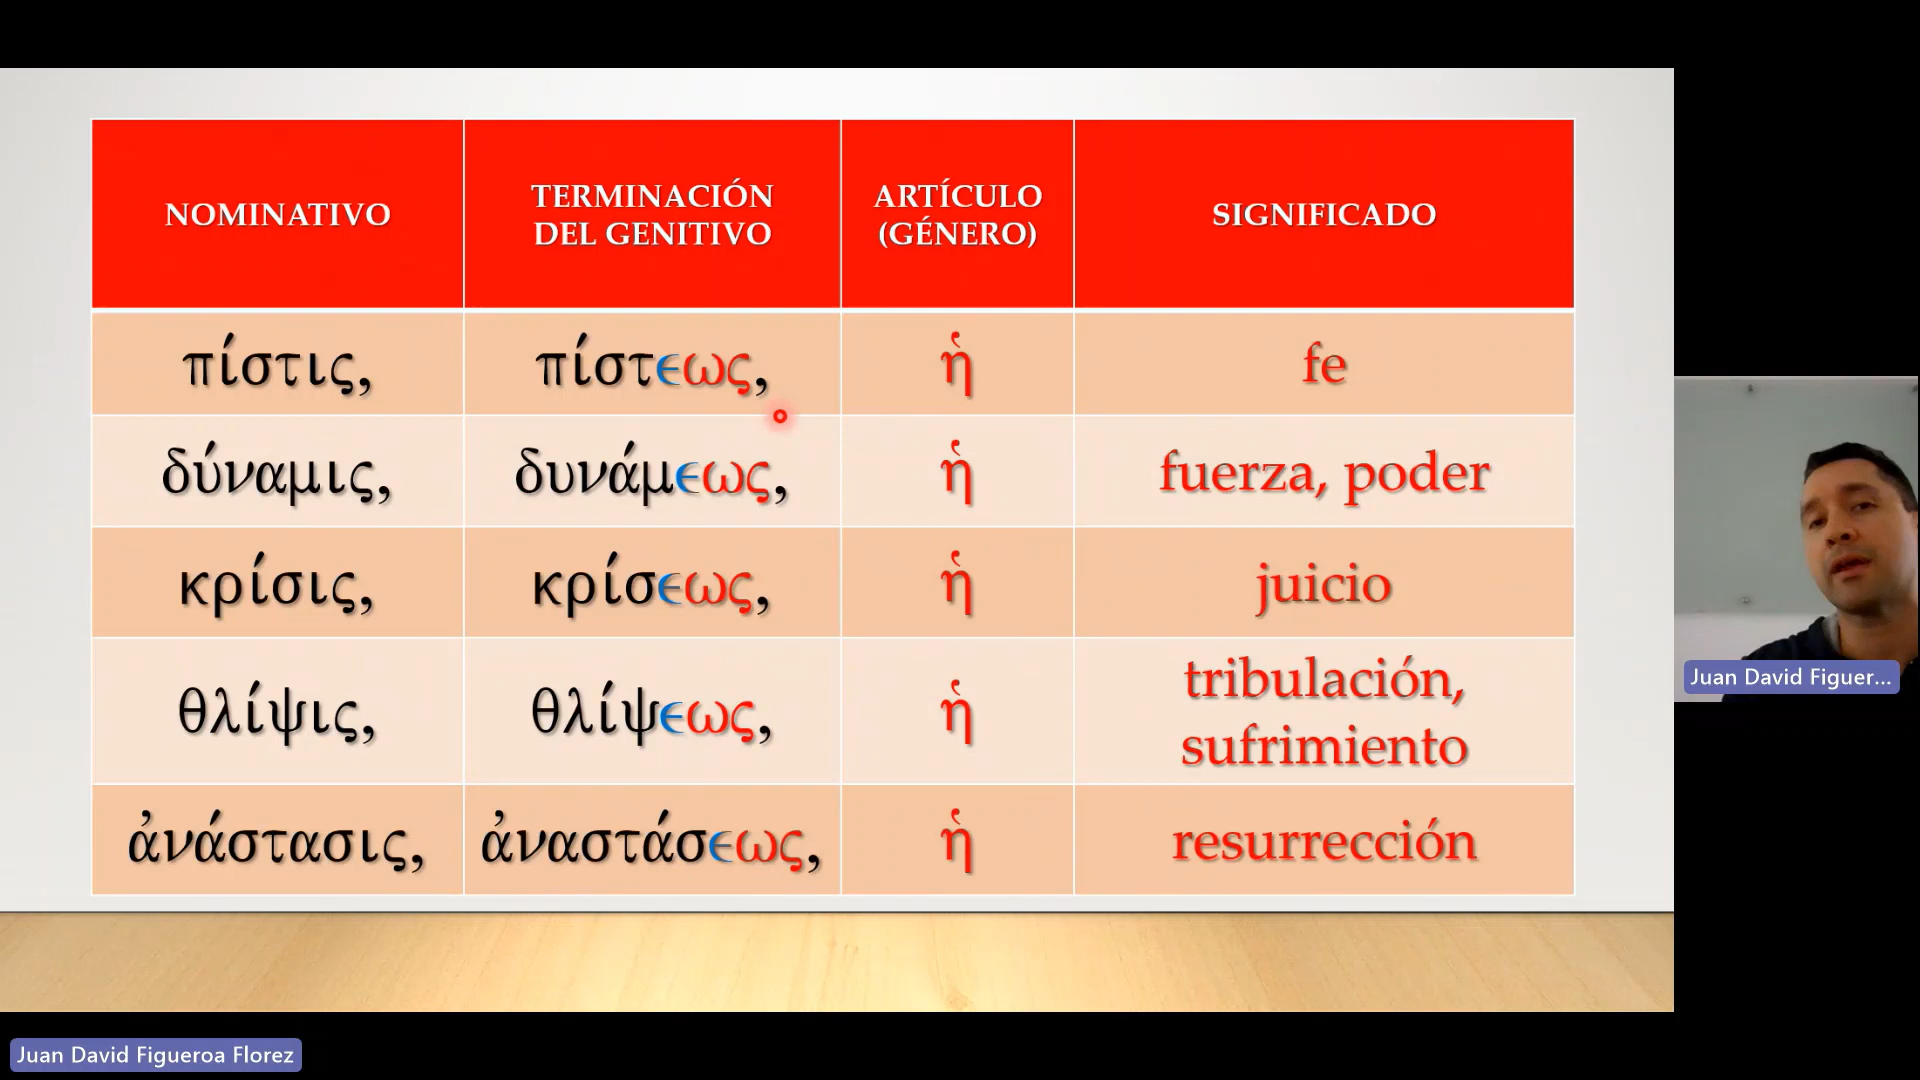 NOMINATIVO
TERMINACIÓN
DEL GENITIVO
ARTÍCULO
(GÉNERO)
SIGNIFICADO
πίστις,
πίστεως,
ἡ
fe
δύναμις,
δυνάμεως,
ἡ
fuerza, poder
κρίσις,
κρίσεως,
ἡ
juicio
θλίψις,
θλίψεως,
ἡ
tribulación,
sufrimiento
ἀνάστασις,
ἀναστάσεως,
ἡ
resurrección
Juan David Figuer...
Juan David Figueroa Florez